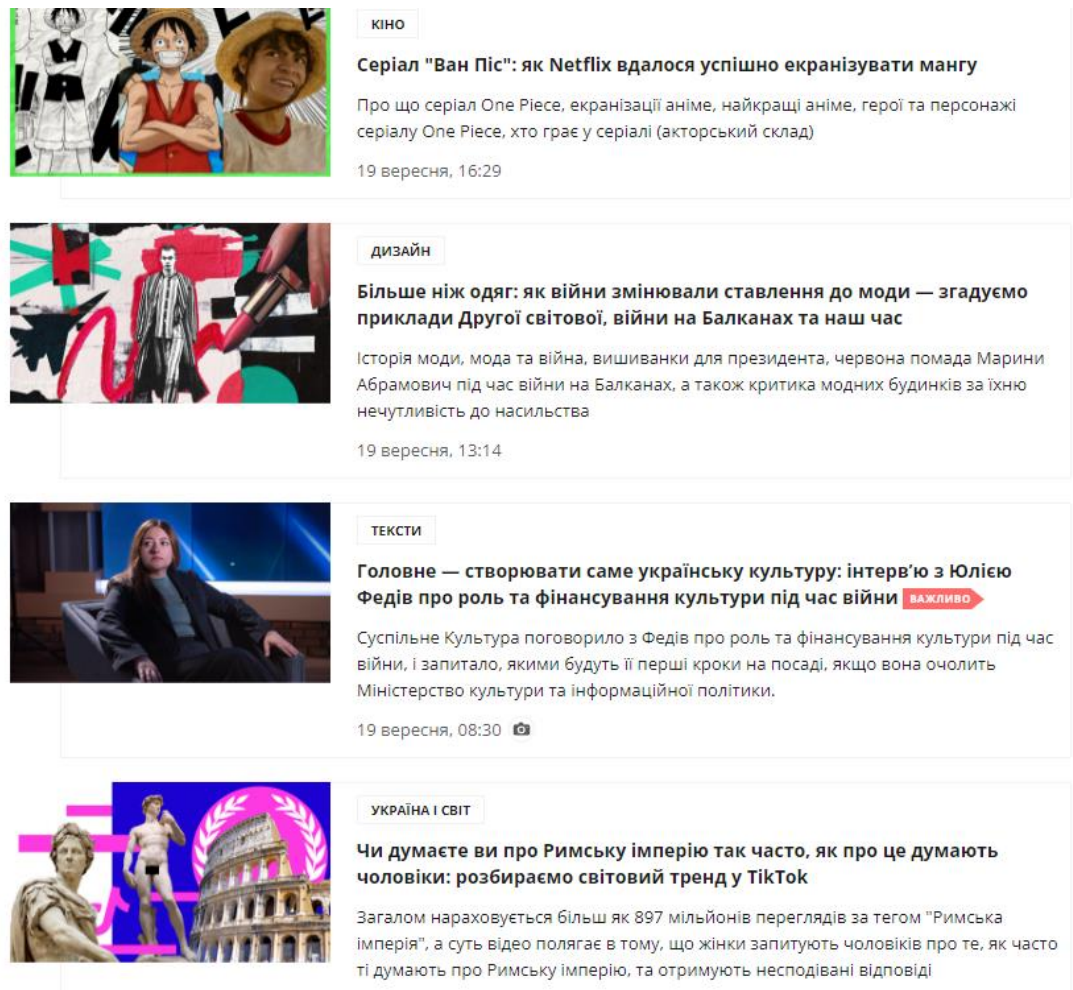 КІНО
Серіал "Ван Піс": як Netflix вдалося успішно екранізувати мангу
Про що серіал One Piece, екранізації аніме, найкращі аніме, герої та персонажі
серіалу One Piece, хто грає у серіалі (акторський склад)
19 вересня, 16:29
ДИЗАЙН
Більше ніж одяг: як війни змінювали ставлення до моди — згадуємо
приклади Другої світової, війни на Балканах та наш час
Історія моди, мода та війна, вишиванки для президента, червона помада Марини
Абрамович під час війни на Балканах, а також критика модних будинків за їхню
нечутливість до насильства
19 вересня, 13:14
ТЕКСТИ
Головне — створювати саме українську культуру: інтерв’ю з Юлією
Федів про роль та фінансування культури під час війни ВАЖЛИВО
Суспільне Культура поговорило з Федів про роль та фінансування культури під час
війни, і запитало, якими будуть її перші кроки на посаді, якщо вона очолить
Міністерство культури та інформаційної політики.
19 вересня, 08:30
УКРАЇНА І СВІТ
Чи думаєте ви про Римську імперію так часто, як про це думають
чоловіки: розбираємо світовий тренд у TikTok
Загалом нараховується більш як 897 мільйонів переглядів за тегом "Римська
імперія", а суть відео полягає в тому, що жінки запитують чоловіків про те, як часто
ті думають про Римську імперію, та отримують несподівані відповіді